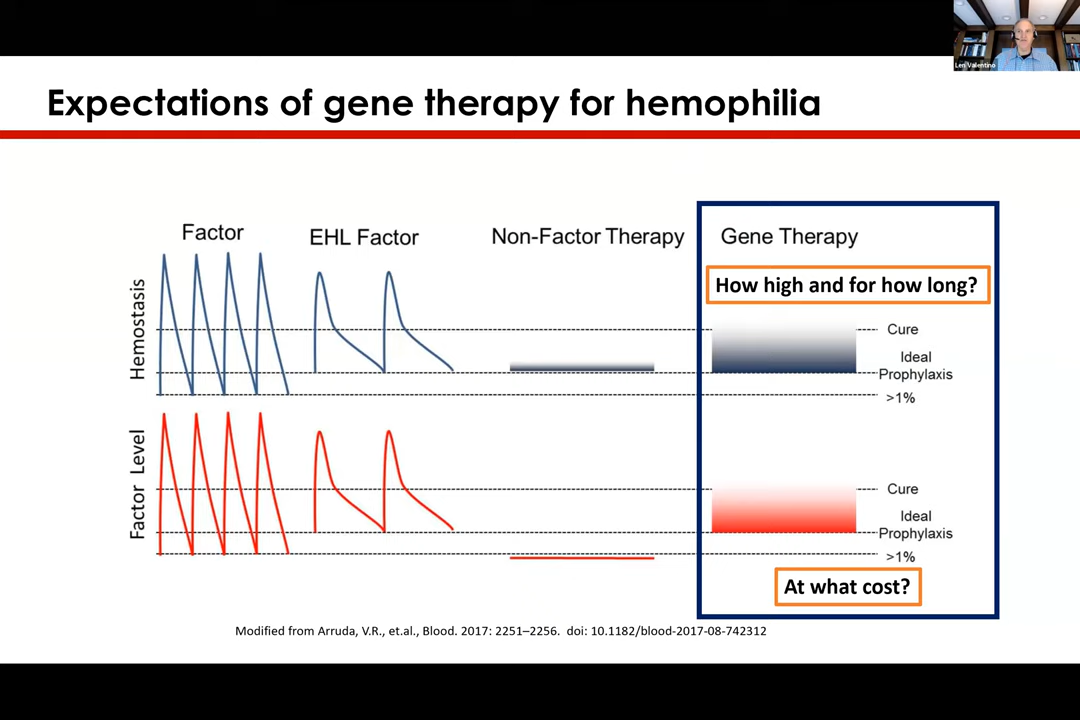 Len Valentino
Expectations of gene therapy for hemophilia
Factor
EHL Factor
Non-Factor Therapy
Gene Therapy
How high and for how long?
Hemostasis
Cure
Ideal
Prophylaxis
>1%
Factor Level
Cure
Ideal
Prophylaxis
>1%
At what cost?
Modified from Arruda, V.R., et.al., Blood. 2017: 2251–2256. doi: 10.1182/blood-2017-08-742312